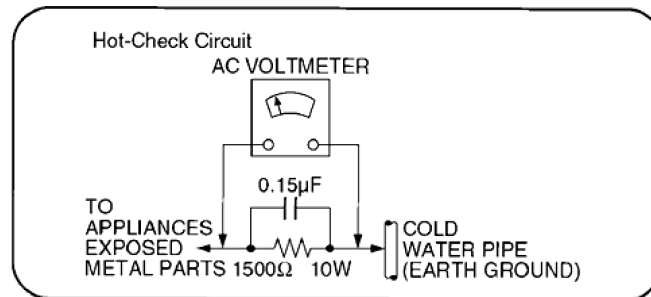 Hot-Check Circuit
AC VOLTMETER
0.15µF
TO
APPLIANCES
EXPOSED
METAL PARTS
1500Ω
10W
COLD
WATER PIPE
(EARTH GROUND)